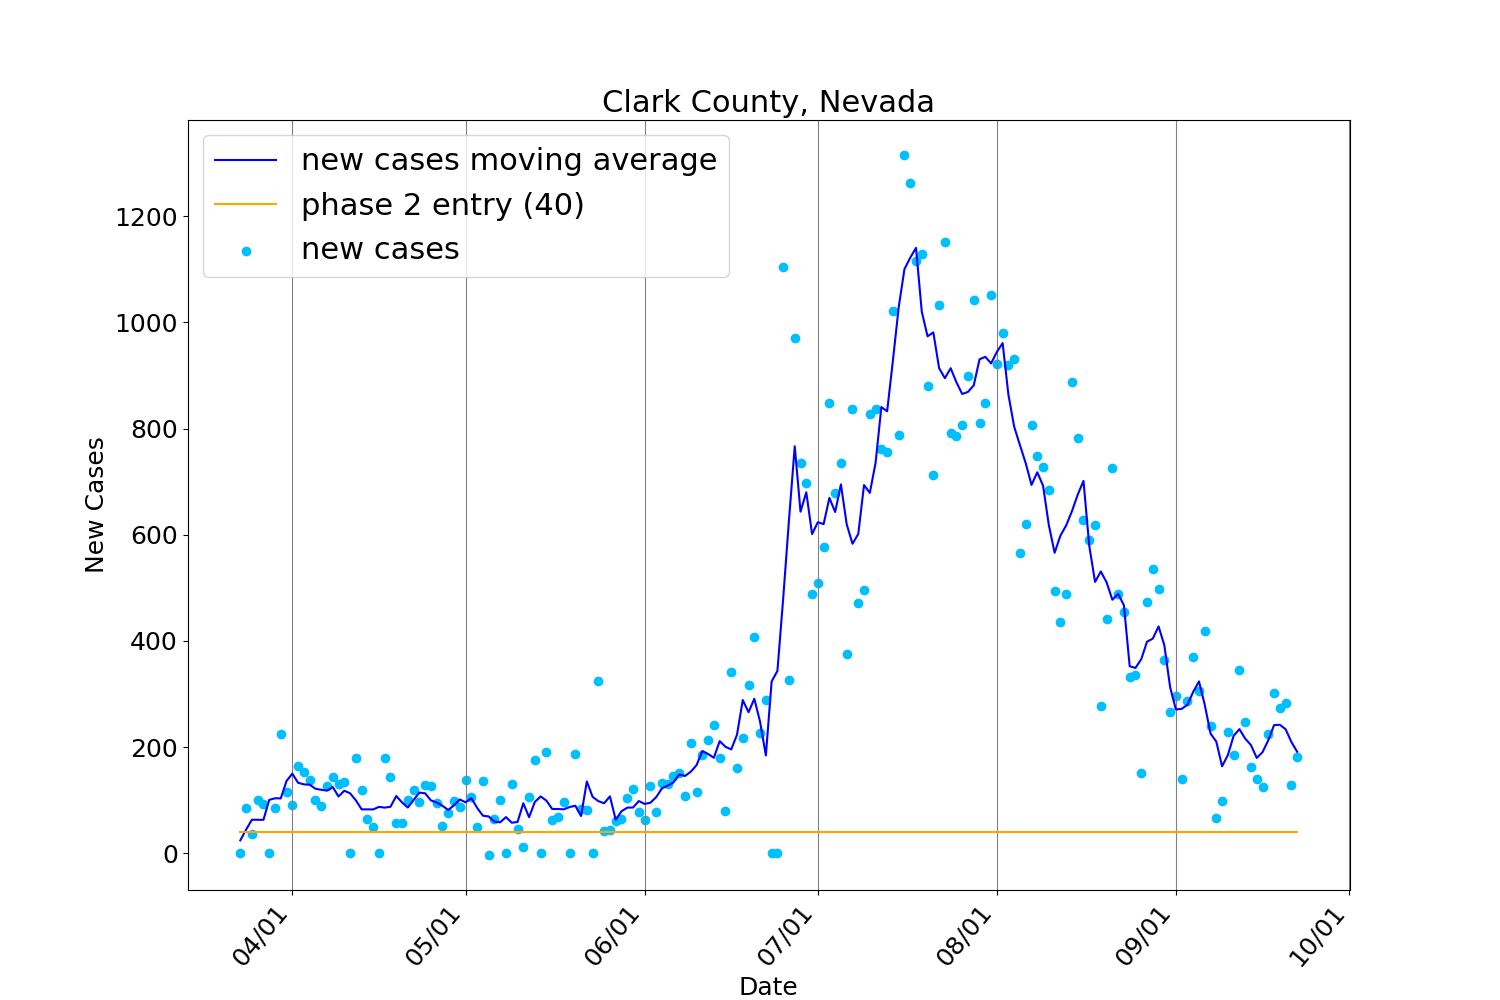 Clark County, Nevada
new cases moving average
phase 2 entry (40)
new cases
1200
1000
800
600
400
200
0
New Cases
04/01
05/01
06/01
07/01
08/01
09/01
10/01
Date